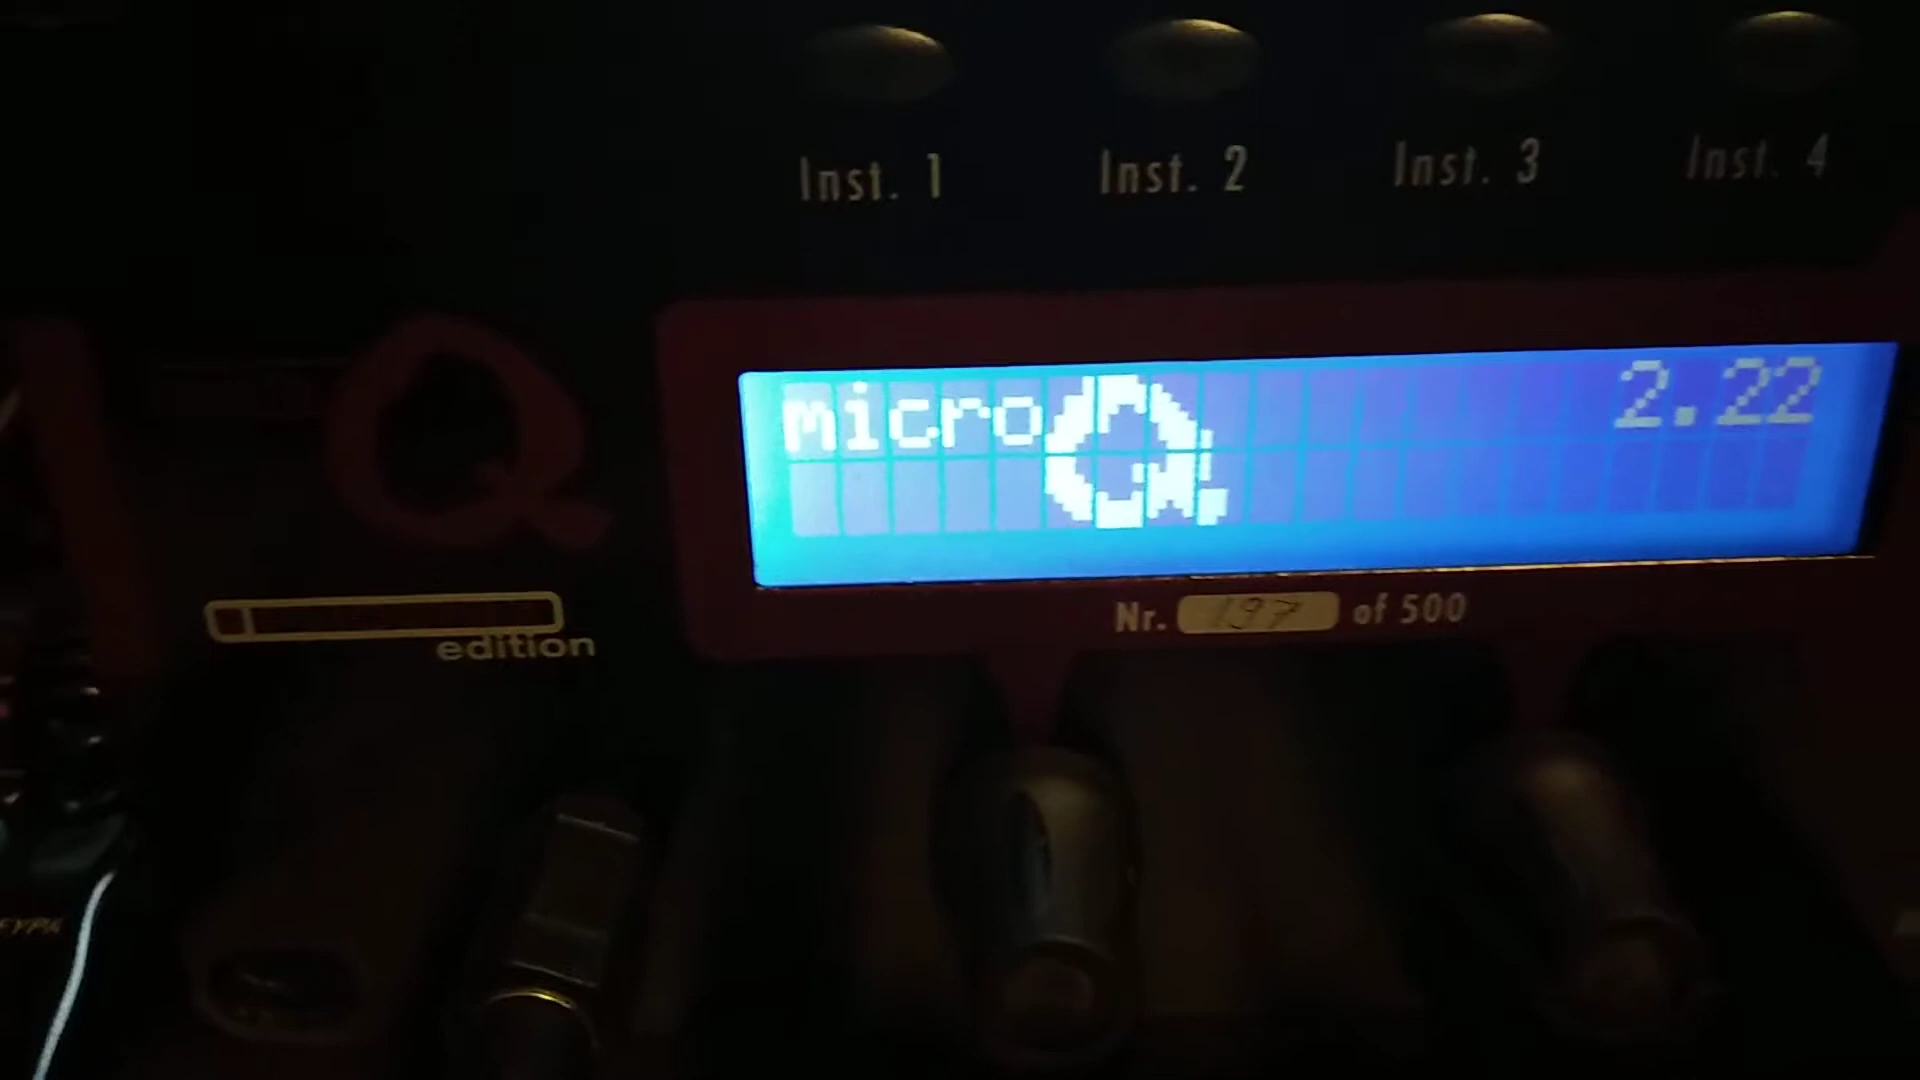 Inst. 1 Inst. 2 Inst. 3 Inst. 4
Q
microQ 2.22
edition
Nr. 197 of 500